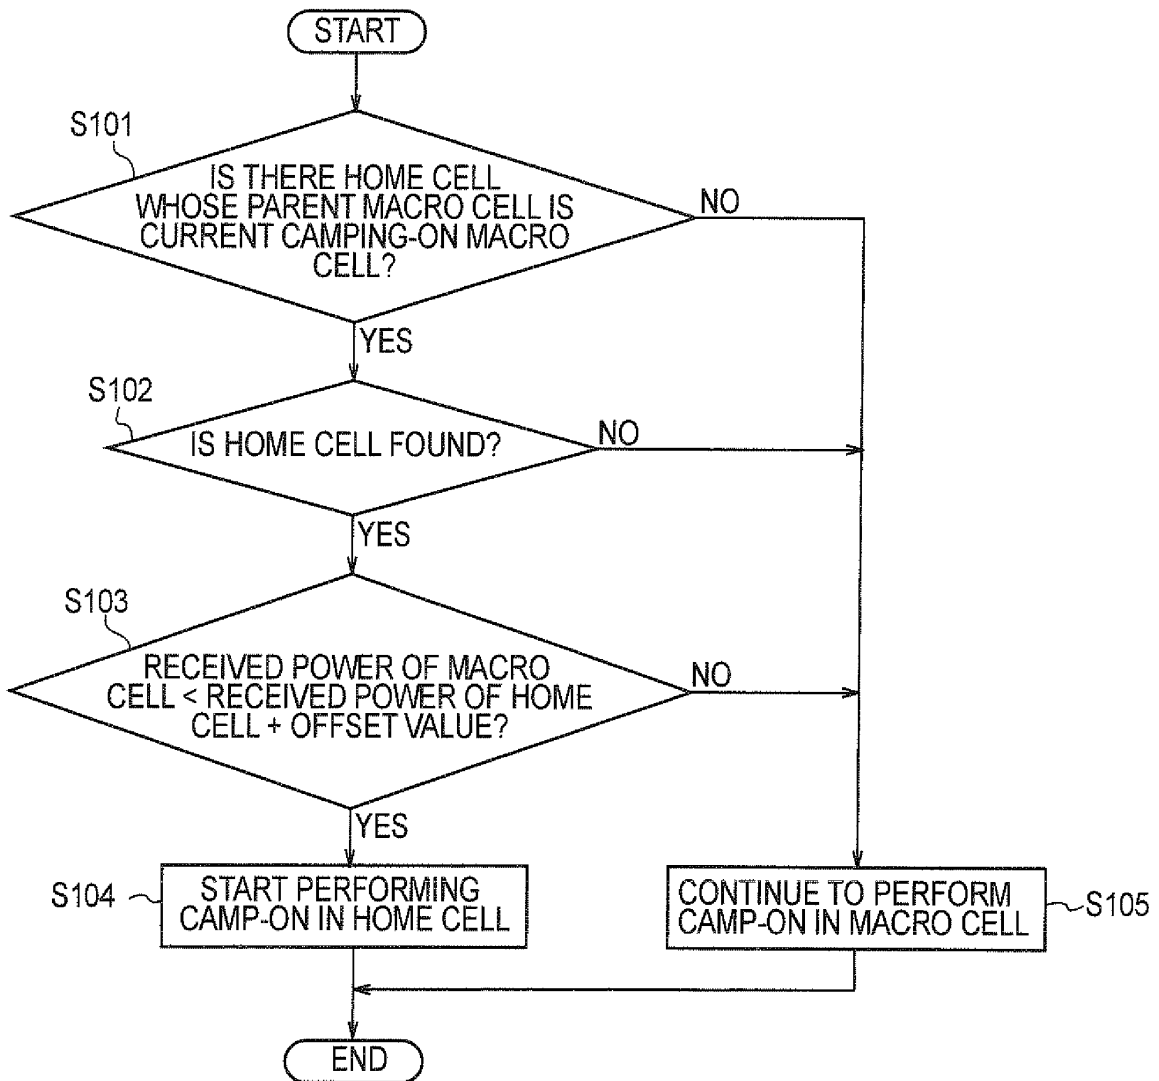 START
S101
IS THERE HOME CELL
WHOSE PARENT MACRO CELL IS
CURRENT CAMPING-ON MACRO
CELL?
NO
YES
S102
IS HOME CELL FOUND?
NO
YES
S103
RECEIVED POWER OF MACRO
CELL < RECEIVED POWER OF HOME
CELL + OFFSET VALUE?
NO
YES
S104
START PERFORMING
CAMP-ON IN HOME CELL
CONTINUE TO PERFORM
CAMP-ON IN MACRO CELL
S105
END